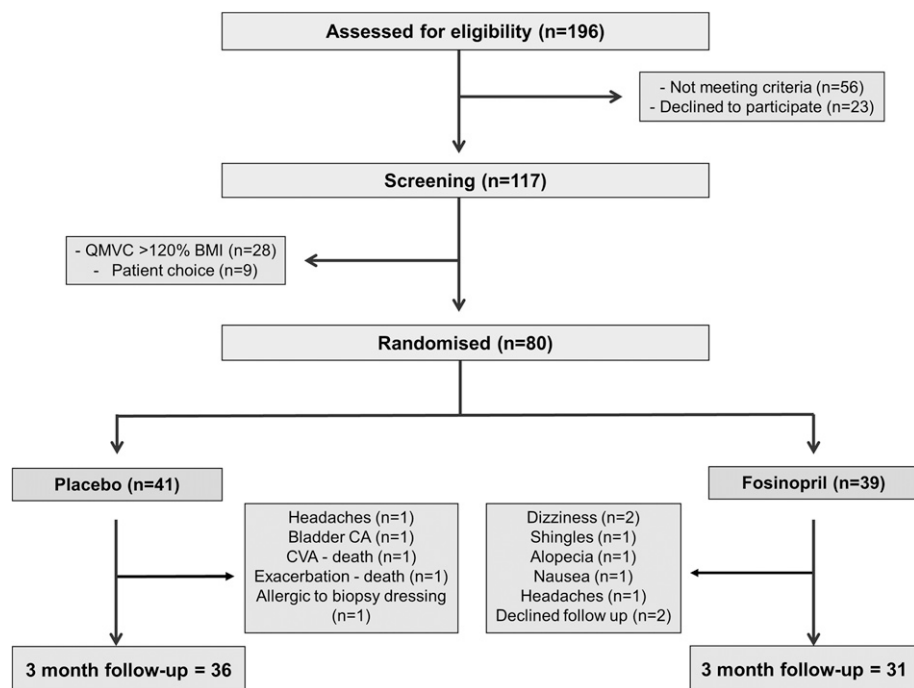 Assessed for eligibility (n=196)
- Not meeting criteria (n=56)
- Declined to participate (n=23)
Screening (n=117)
- QMVC >120% BMI (n=28)
- Patient choice (n=9)
Randomised (n=80)
Placebo (n=41)
Headaches (n=1)
Bladder CA (n=1)
CVA - death (n=1)
Exacerbation - death (n=1)
Allergic to biopsy dressing
(n=1)
3 month follow-up = 36
Fosinopril (n=39)
Dizziness (n=2)
Shingles (n=1)
Alopecia (n=1)
Nausea (n=1)
Headaches (n=1)
Declined follow up (n=2)
3 month follow-up = 31